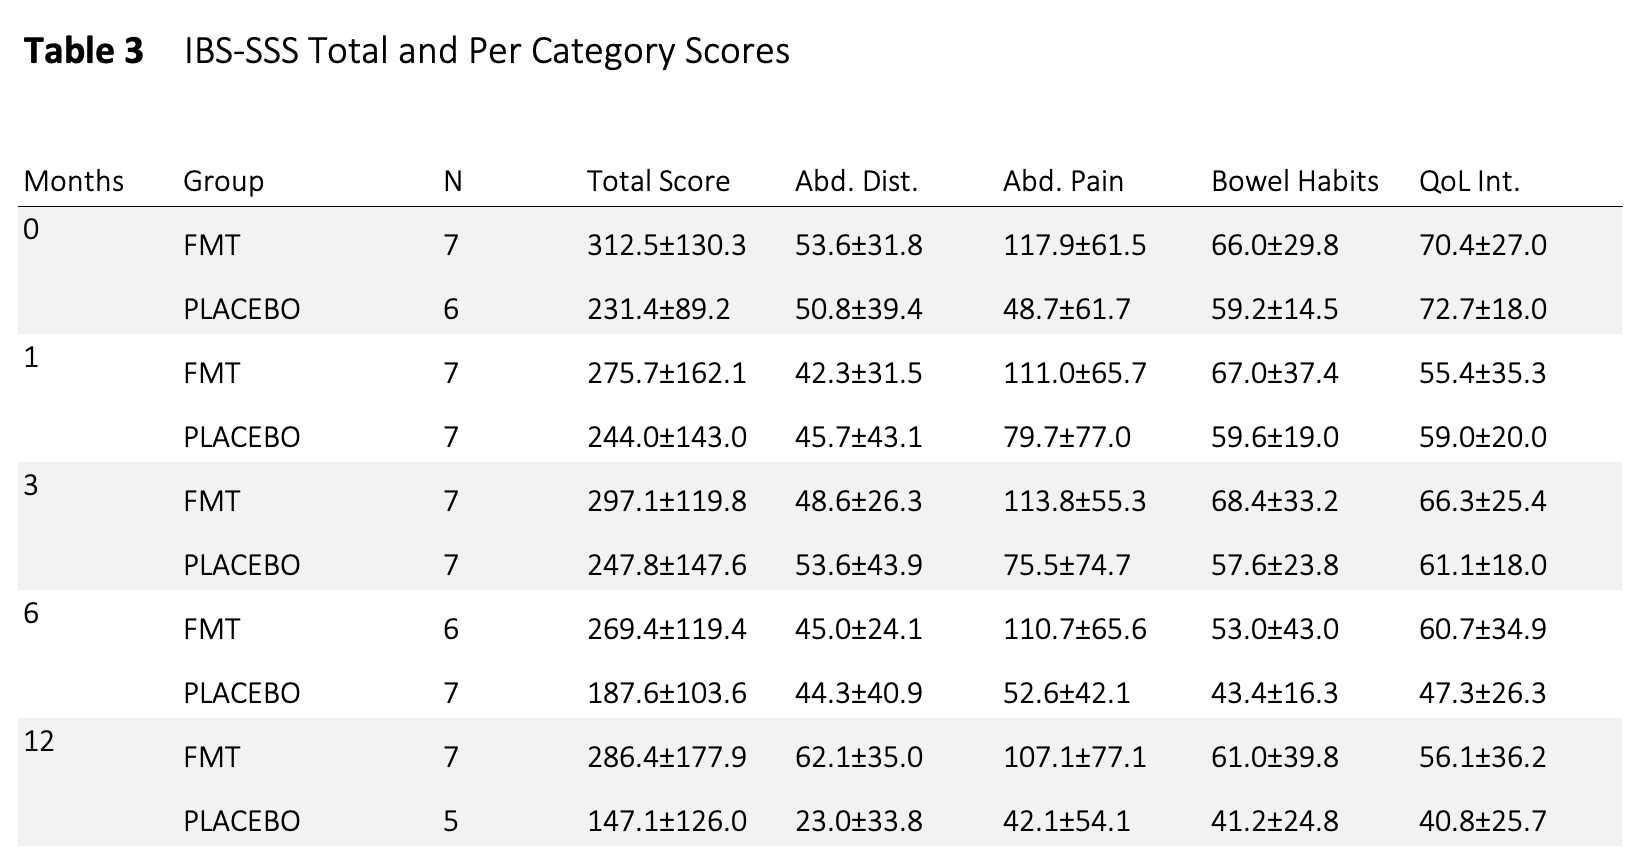 Table 3 IBS-SSS Total and Per Category Scores
Months Group N Total Score Abd. Dist. Abd. Pain Bowel Habits QoL Int.
0 FMT 7 312.5±130.3 53.6±31.8 117.9±61.5 66.0±29.8 70.4±27.0
PLACEBO 6 231.4±89.2 50.8±39.4 48.7±61.7 59.2±14.5 72.7±18.0
1 FMT 7 275.7±162.1 42.3±31.5 111.0±65.7 67.0±37.4 55.4±35.3
PLACEBO 7 244.0±143.0 45.7±43.1 79.7±77.0 59.6±19.0 59.0±20.0
3 FMT 7 297.1±119.8 48.6±26.3 113.8±55.3 68.4±33.2 66.3±25.4
PLACEBO 7 247.8±147.6 53.6±43.9 75.5±74.7 57.6±23.8 61.1±18.0
6 FMT 6 269.4±119.4 45.0±24.1 110.7±65.6 53.0±43.0 60.7±34.9
PLACEBO 7 187.6±103.6 44.3±40.9 52.6±42.1 43.4±16.3 47.3±26.3
12 FMT 7 286.4±177.9 62.1±35.0 107.1±77.1 61.0±39.8 56.1±36.2
PLACEBO 5 147.1±126.0 23.0±33.8 42.1±54.1 41.2±24.8 40.8±25.7